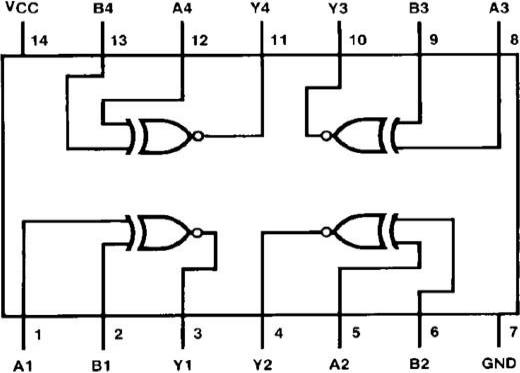 VCC B4 A4 Y4 Y3 B3 A3
14 13 12 11 10 9 8
1 2 3 4 5 6 7
A1 B1 Y1 Y2 A2 B2 GND